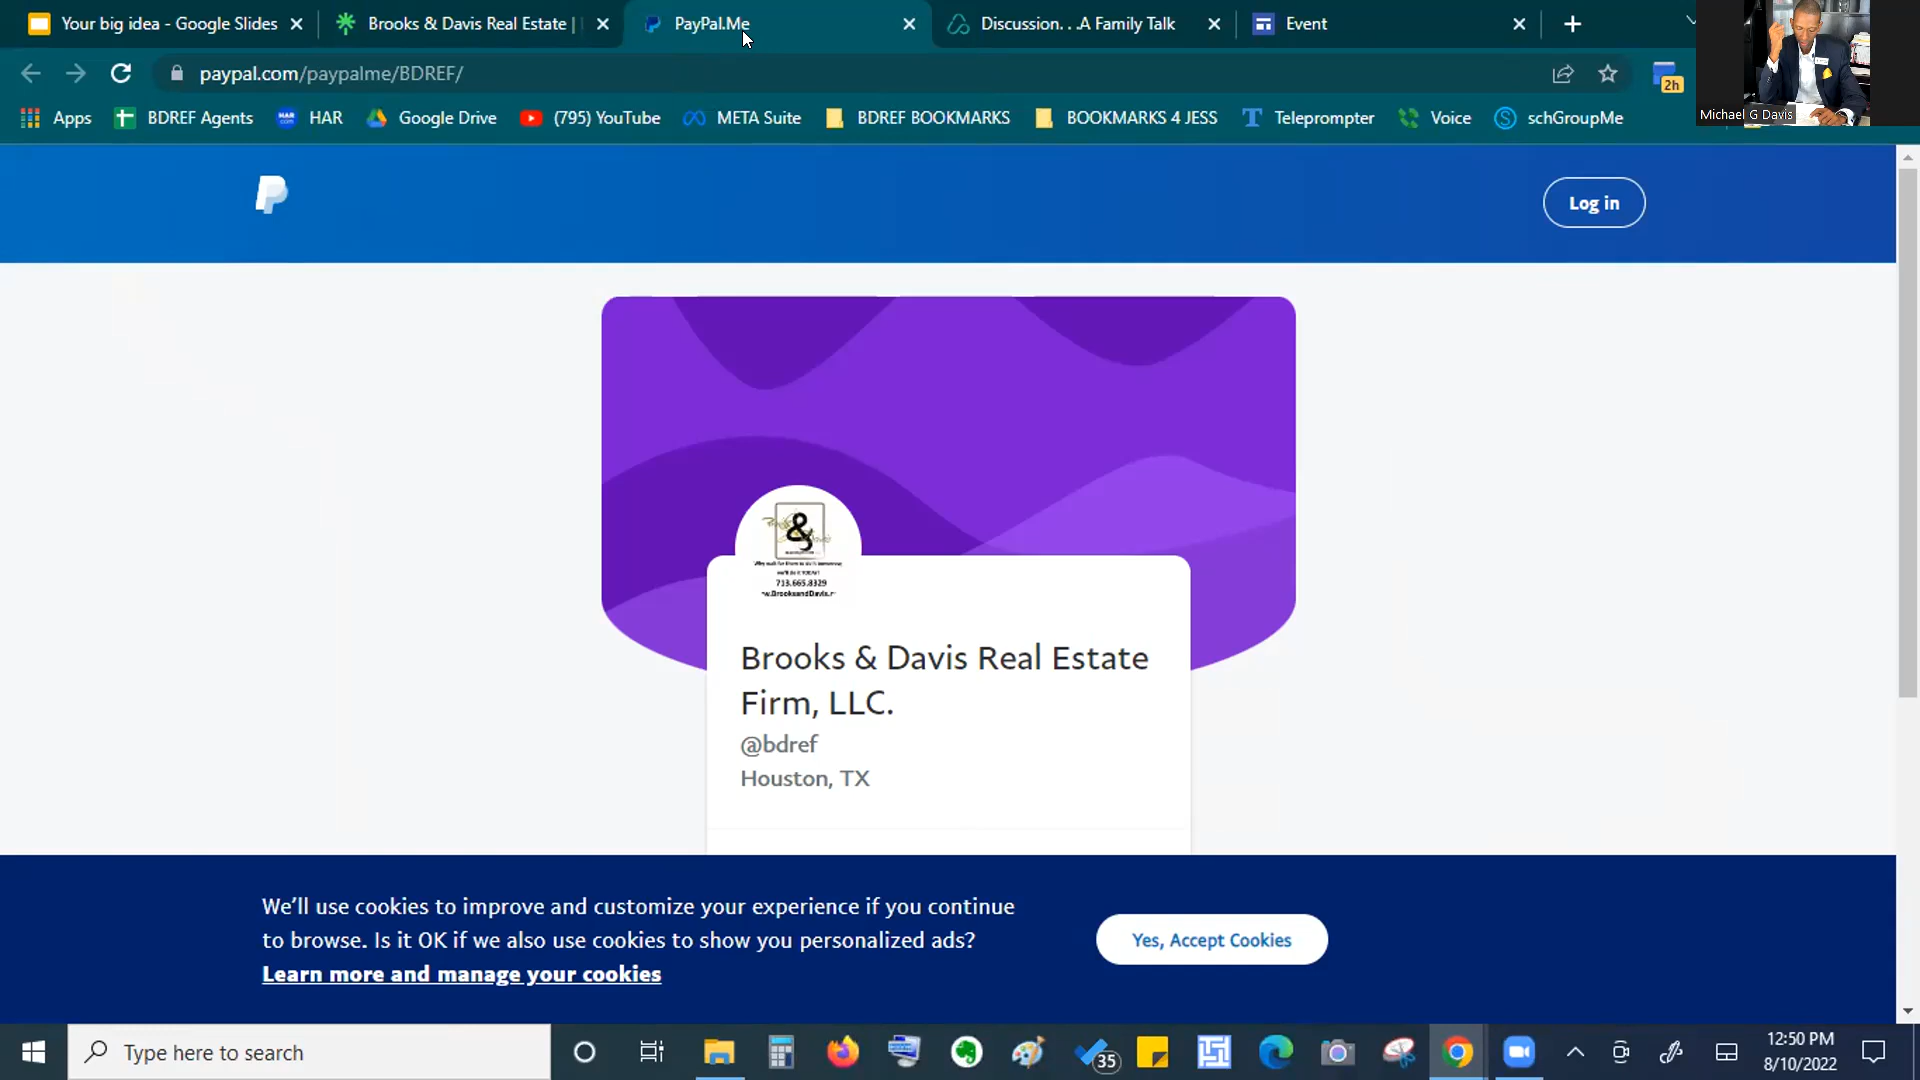 Your big idea - Google Slides
Brooks & Davis Real Estate |
PayPal.Me
Discussion. . .A Family Talk
Event
paypal.com/paypalme/BDREF/
2h
Apps
BDREF Agents
HAR
Google Drive
(795) YouTube
META Suite
BDREF BOOKMARKS
BOOKMARKS 4 JESS
Teleprompter
Voice
schGroupMe
Michael G Davis
Log in
&
713.665.8329
Brooks & Davis Real Estate
Firm, LLC.
@bdref
Houston, TX
We'll use cookies to improve and customize your experience if you continue
to browse. Is it OK if we also use cookies to show you personalized ads?
Learn more and manage your cookies
Yes, Accept Cookies
Type here to search
35
12:50 PM
8/10/2022